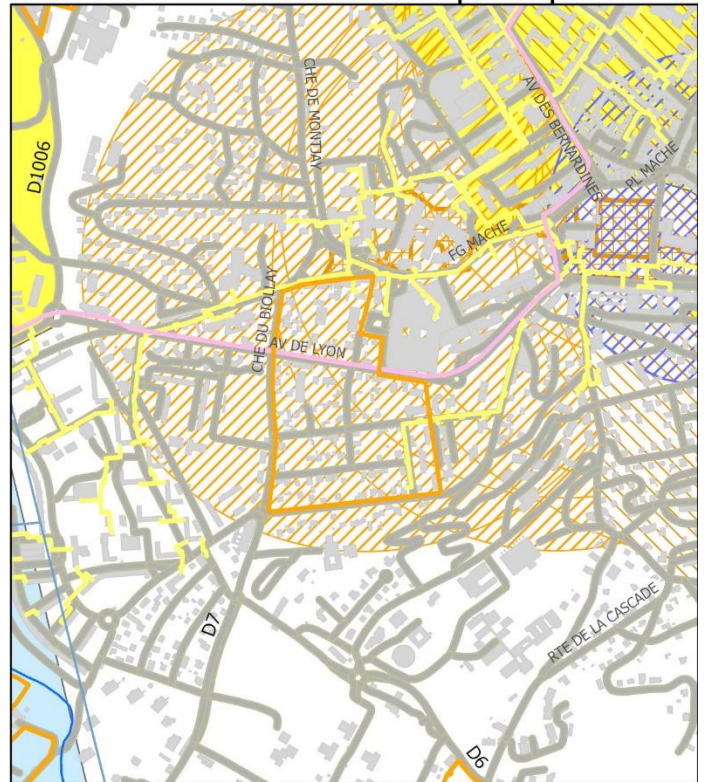 CHE DE MONTJAY
AV DES BERNARDINES
PL MACHE
D1006
FG MACHE
CHE DU BIOLLAY
AV DE LYON
RTE DE LA CASCADE
D7
D6